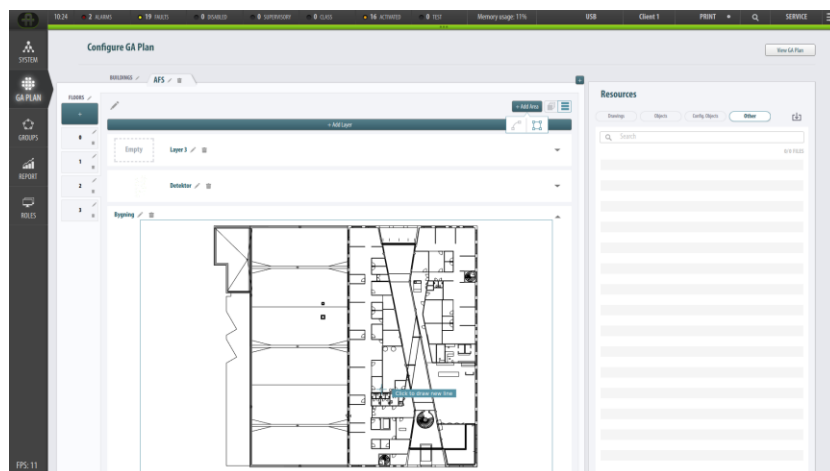 10.24 2 ALARMS 19 FAULTS 0 DISABLED 0 SUPERVISORY 0 CLASS 16 ACTIVATED 0 TEST Memory usage: 11% USB Client 1 PRINT SERVICE
SYSTEM
GA PLAN
GROUPS
REPORT
ROLES
FPS: 11
Configure GA Plan
View GA Plan
BUILDINGS
AFS
FLOORS
+
0
1
2
3
+ Add Area
+ Add Layer
Empty Layer 3
Detektor
Bygning
Click to draw new line
+
Resources
Drawings Objects Config. Objects Other
Search